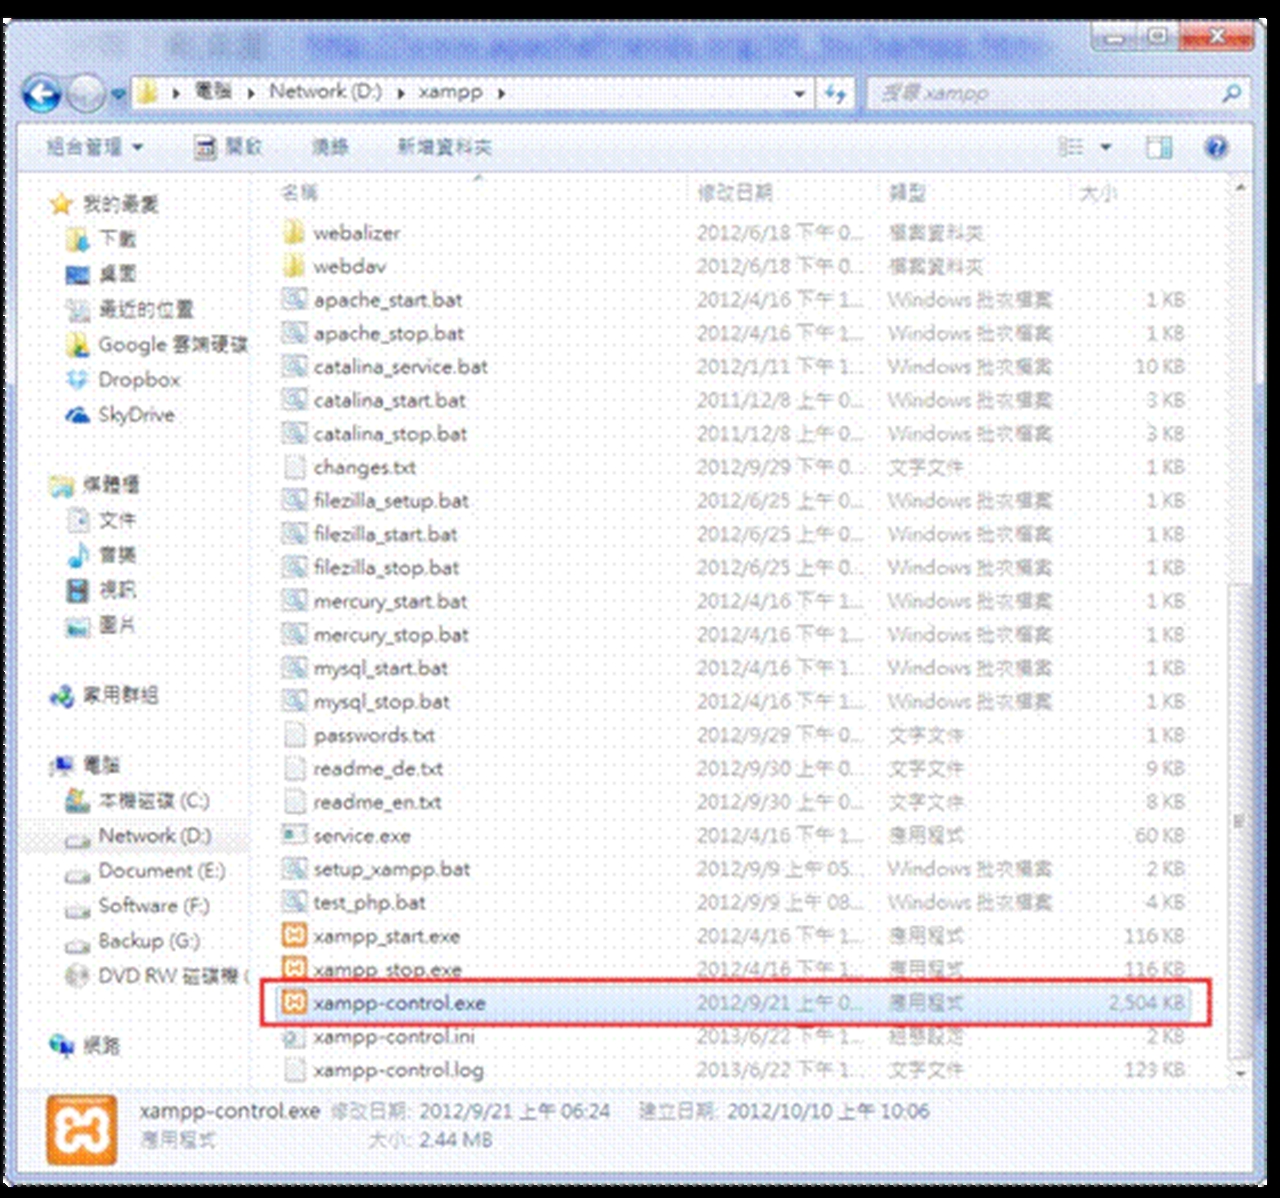 電腦 Network (D:) xampp 搜尋 xampp
組合管理 開啟 燒錄 新增資料夾
名稱 修改日期 類型 大小
我的最愛
下載
桌面
最近的位置
Google 雲端硬碟
Dropbox
SkyDrive
媒體櫃
文件
音樂
視訊
圖片
家用群組
電腦
本機磁碟 (C:)
Network (D:)
Document (E:)
Software (F:)
Backup (G:)
DVD RW 磁碟機 (
網路
webalizer 2012/6/18 下午 0... 檔案資料夾
webdav 2012/6/18 下午 0... 檔案資料夾
apache_start.bat 2012/4/16 下午 1... Windows 批次檔案 1 KB
apache_stop.bat 2012/4/16 下午 1... Windows 批次檔案 1 KB
catalina_service.bat 2012/1/11 下午 1... Windows 批次檔案 10 KB
catalina_start.bat 2011/12/8 上午 0... Windows 批次檔案 3 KB
catalina_stop.bat 2011/12/8 上午 0... Windows 批次檔案 3 KB
changes.txt 2012/9/29 下午 0... 文字文件 1 KB
filezilla_setup.bat 2012/6/25 上午 0... Windows 批次檔案 1 KB
filezilla_start.bat 2012/6/25 上午 0... Windows 批次檔案 1 KB
filezilla_stop.bat 2012/6/25 上午 0... Windows 批次檔案 1 KB
mercury_start.bat 2012/4/16 下午 1... Windows 批次檔案 1 KB
mercury_stop.bat 2012/4/16 下午 1... Windows 批次檔案 1 KB
mysql_start.bat 2012/4/16 下午 1... Windows 批次檔案 1 KB
mysql_stop.bat 2012/4/16 下午 1... Windows 批次檔案 1 KB
passwords.txt 2012/9/29 下午 0... 文字文件 1 KB
readme_de.txt 2012/9/30 上午 0... 文字文件 9 KB
readme_en.txt 2012/9/30 上午 0... 文字文件 8 KB
service.exe 2012/4/16 下午 1... 應用程式 60 KB
setup_xampp.bat 2012/9/9 上午 05... Windows 批次檔案 2 KB
test_php.bat 2012/9/9 上午 08... Windows 批次檔案 4 KB
xampp_start.exe 2012/4/16 下午 1... 應用程式 116 KB
xampp_stop.exe 2012/4/16 下午 1... 應用程式 116 KB
xampp-control.exe 2012/9/21 上午 0... 應用程式 2,504 KB
xampp-control.ini 2013/6/22 下午 1... 組態設定 2 KB
xampp-control.log 2013/6/22 下午 1... 文字文件 123 KB
xampp-control.exe 修改日期: 2012/9/21 上午 06:24 建立日期: 2012/10/10 上午 10:06
應用程式 大小: 2.44 MB